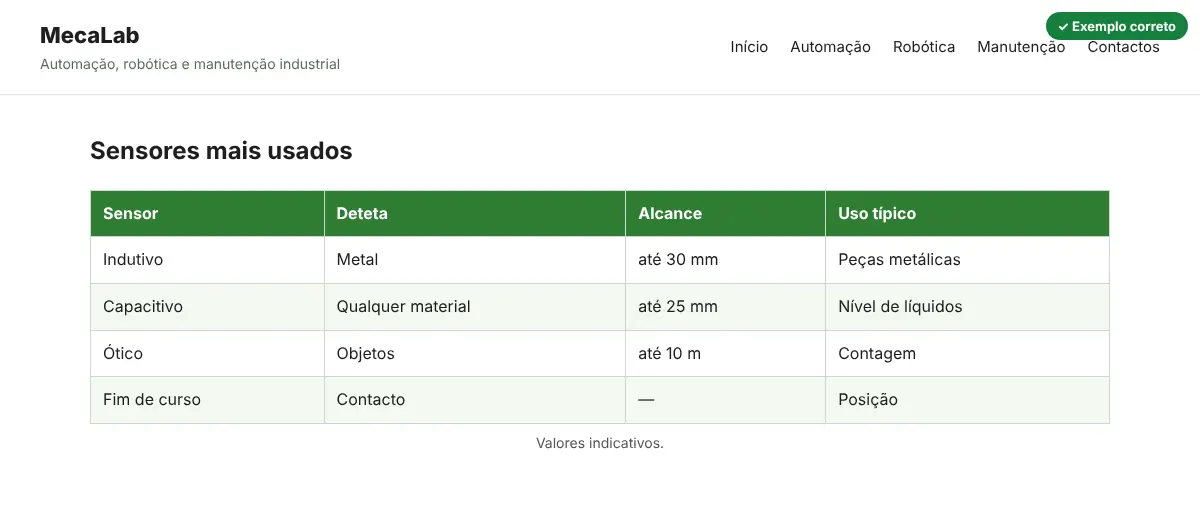 MecaLab
Automação, robótica e manutenção industrial
✓ Exemplo correto
Início Automação Robótica Manutenção Contactos
Sensores mais usados
Sensor Deteta Alcance Uso típico
Indutivo Metal até 30 mm Peças metálicas
Capacitivo Qualquer material até 25 mm Nível de líquidos
Ótico Objetos até 10 m Contagem
Fim de curso Contacto — Posição
Valores indicativos.